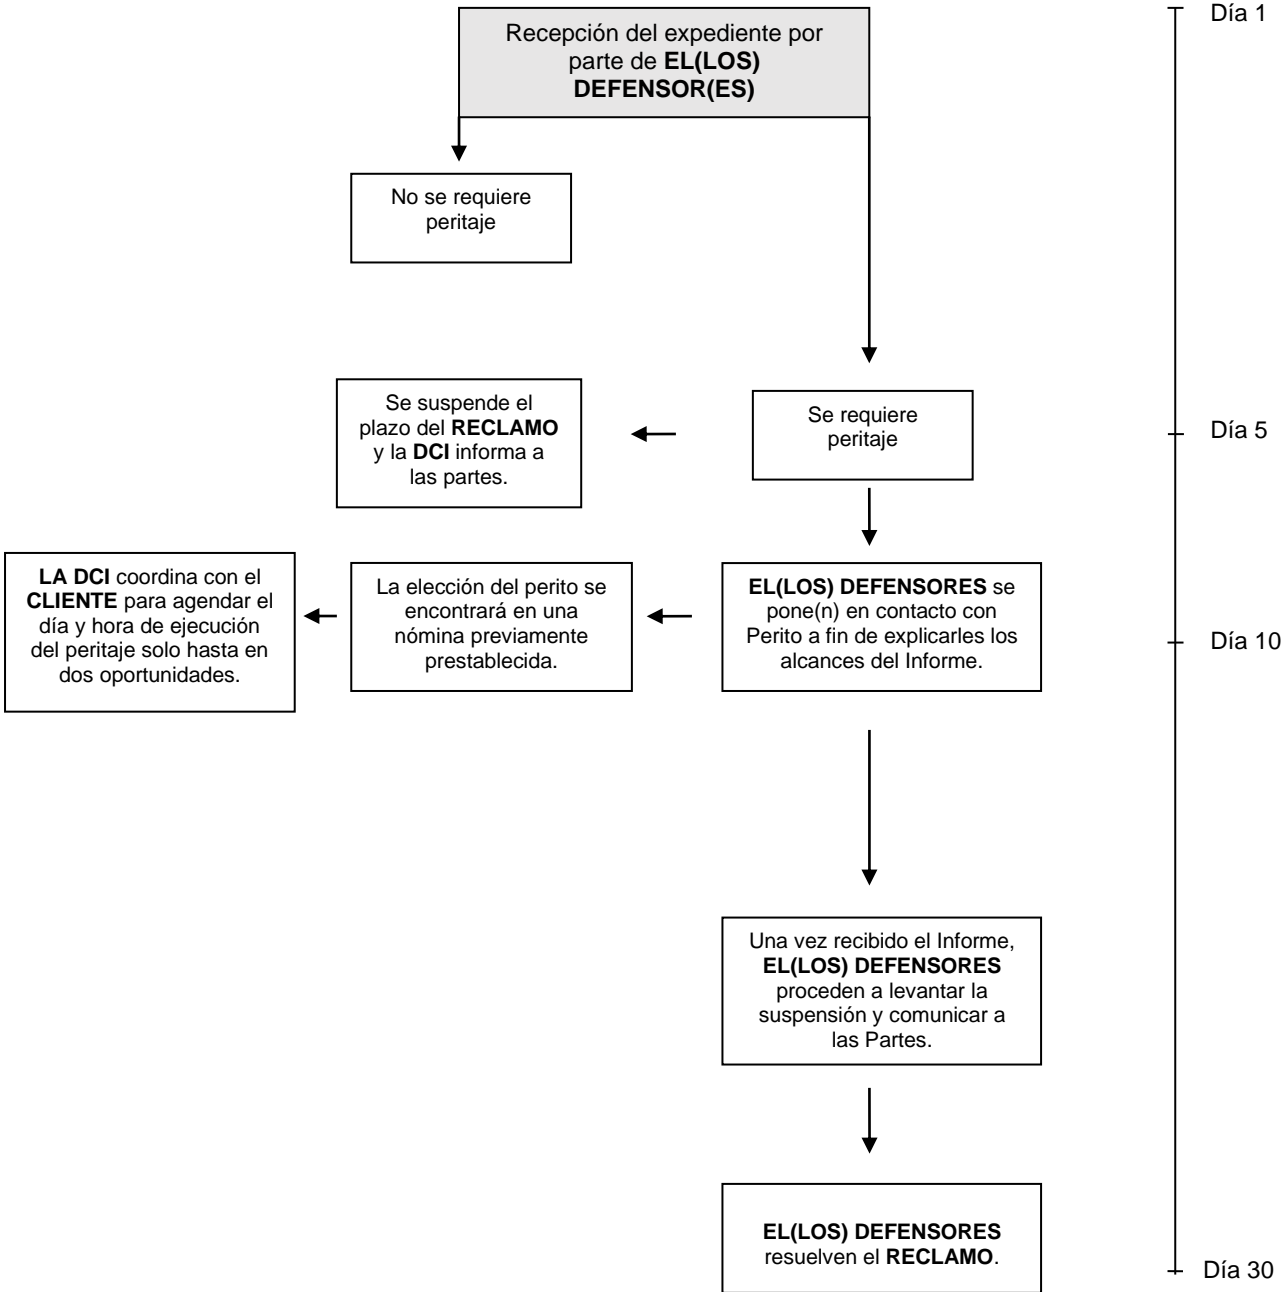 Recepción del expediente por
parte de EL(LOS)
DEFENSOR(ES)
Día 1
No se requiere
peritaje
Se suspende el
plazo del RECLAMO
y la DCI informa a
las partes.
Se requiere
peritaje
Día 5
LA DCI coordina con el
CLIENTE para agendar el
día y hora de ejecución
del peritaje solo hasta en
dos oportunidades.
La elección del perito se
encontrará en una
nómina previamente
prestablecida.
EL(LOS) DEFENSORES se
pone(n) en contacto con
Perito a fin de explicarles los
alcances del Informe.
Día 10
Una vez recibido el Informe,
EL(LOS) DEFENSORES
proceden a levantar la
suspensión y comunicar a
las Partes.
EL(LOS) DEFENSORES
resuelven el RECLAMO.
Día 30